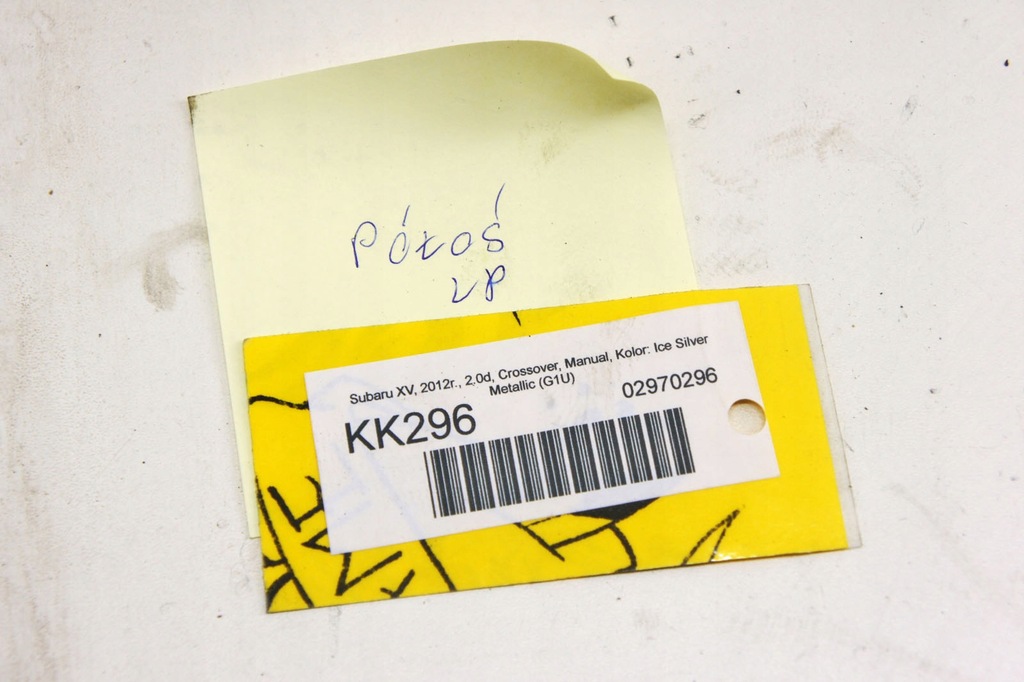 Półoś
LP
Subaru XV, 2012r., 2.0d, Crossover, Manual, Kolor: Ice Silver
Metallic (G1U)
02970296
KK296